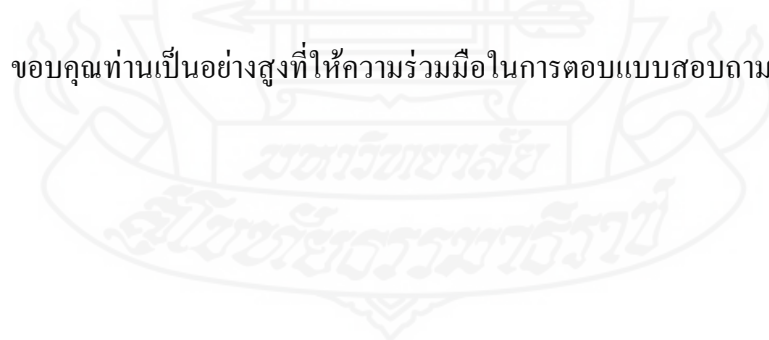 ขอบคุณท่านเป็นอย่างสูงที่ให้ความร่วมมือในการตอบแบบสอบถาม
มหาวิทยาลัย
สุโขทัยธรรมาธิราช